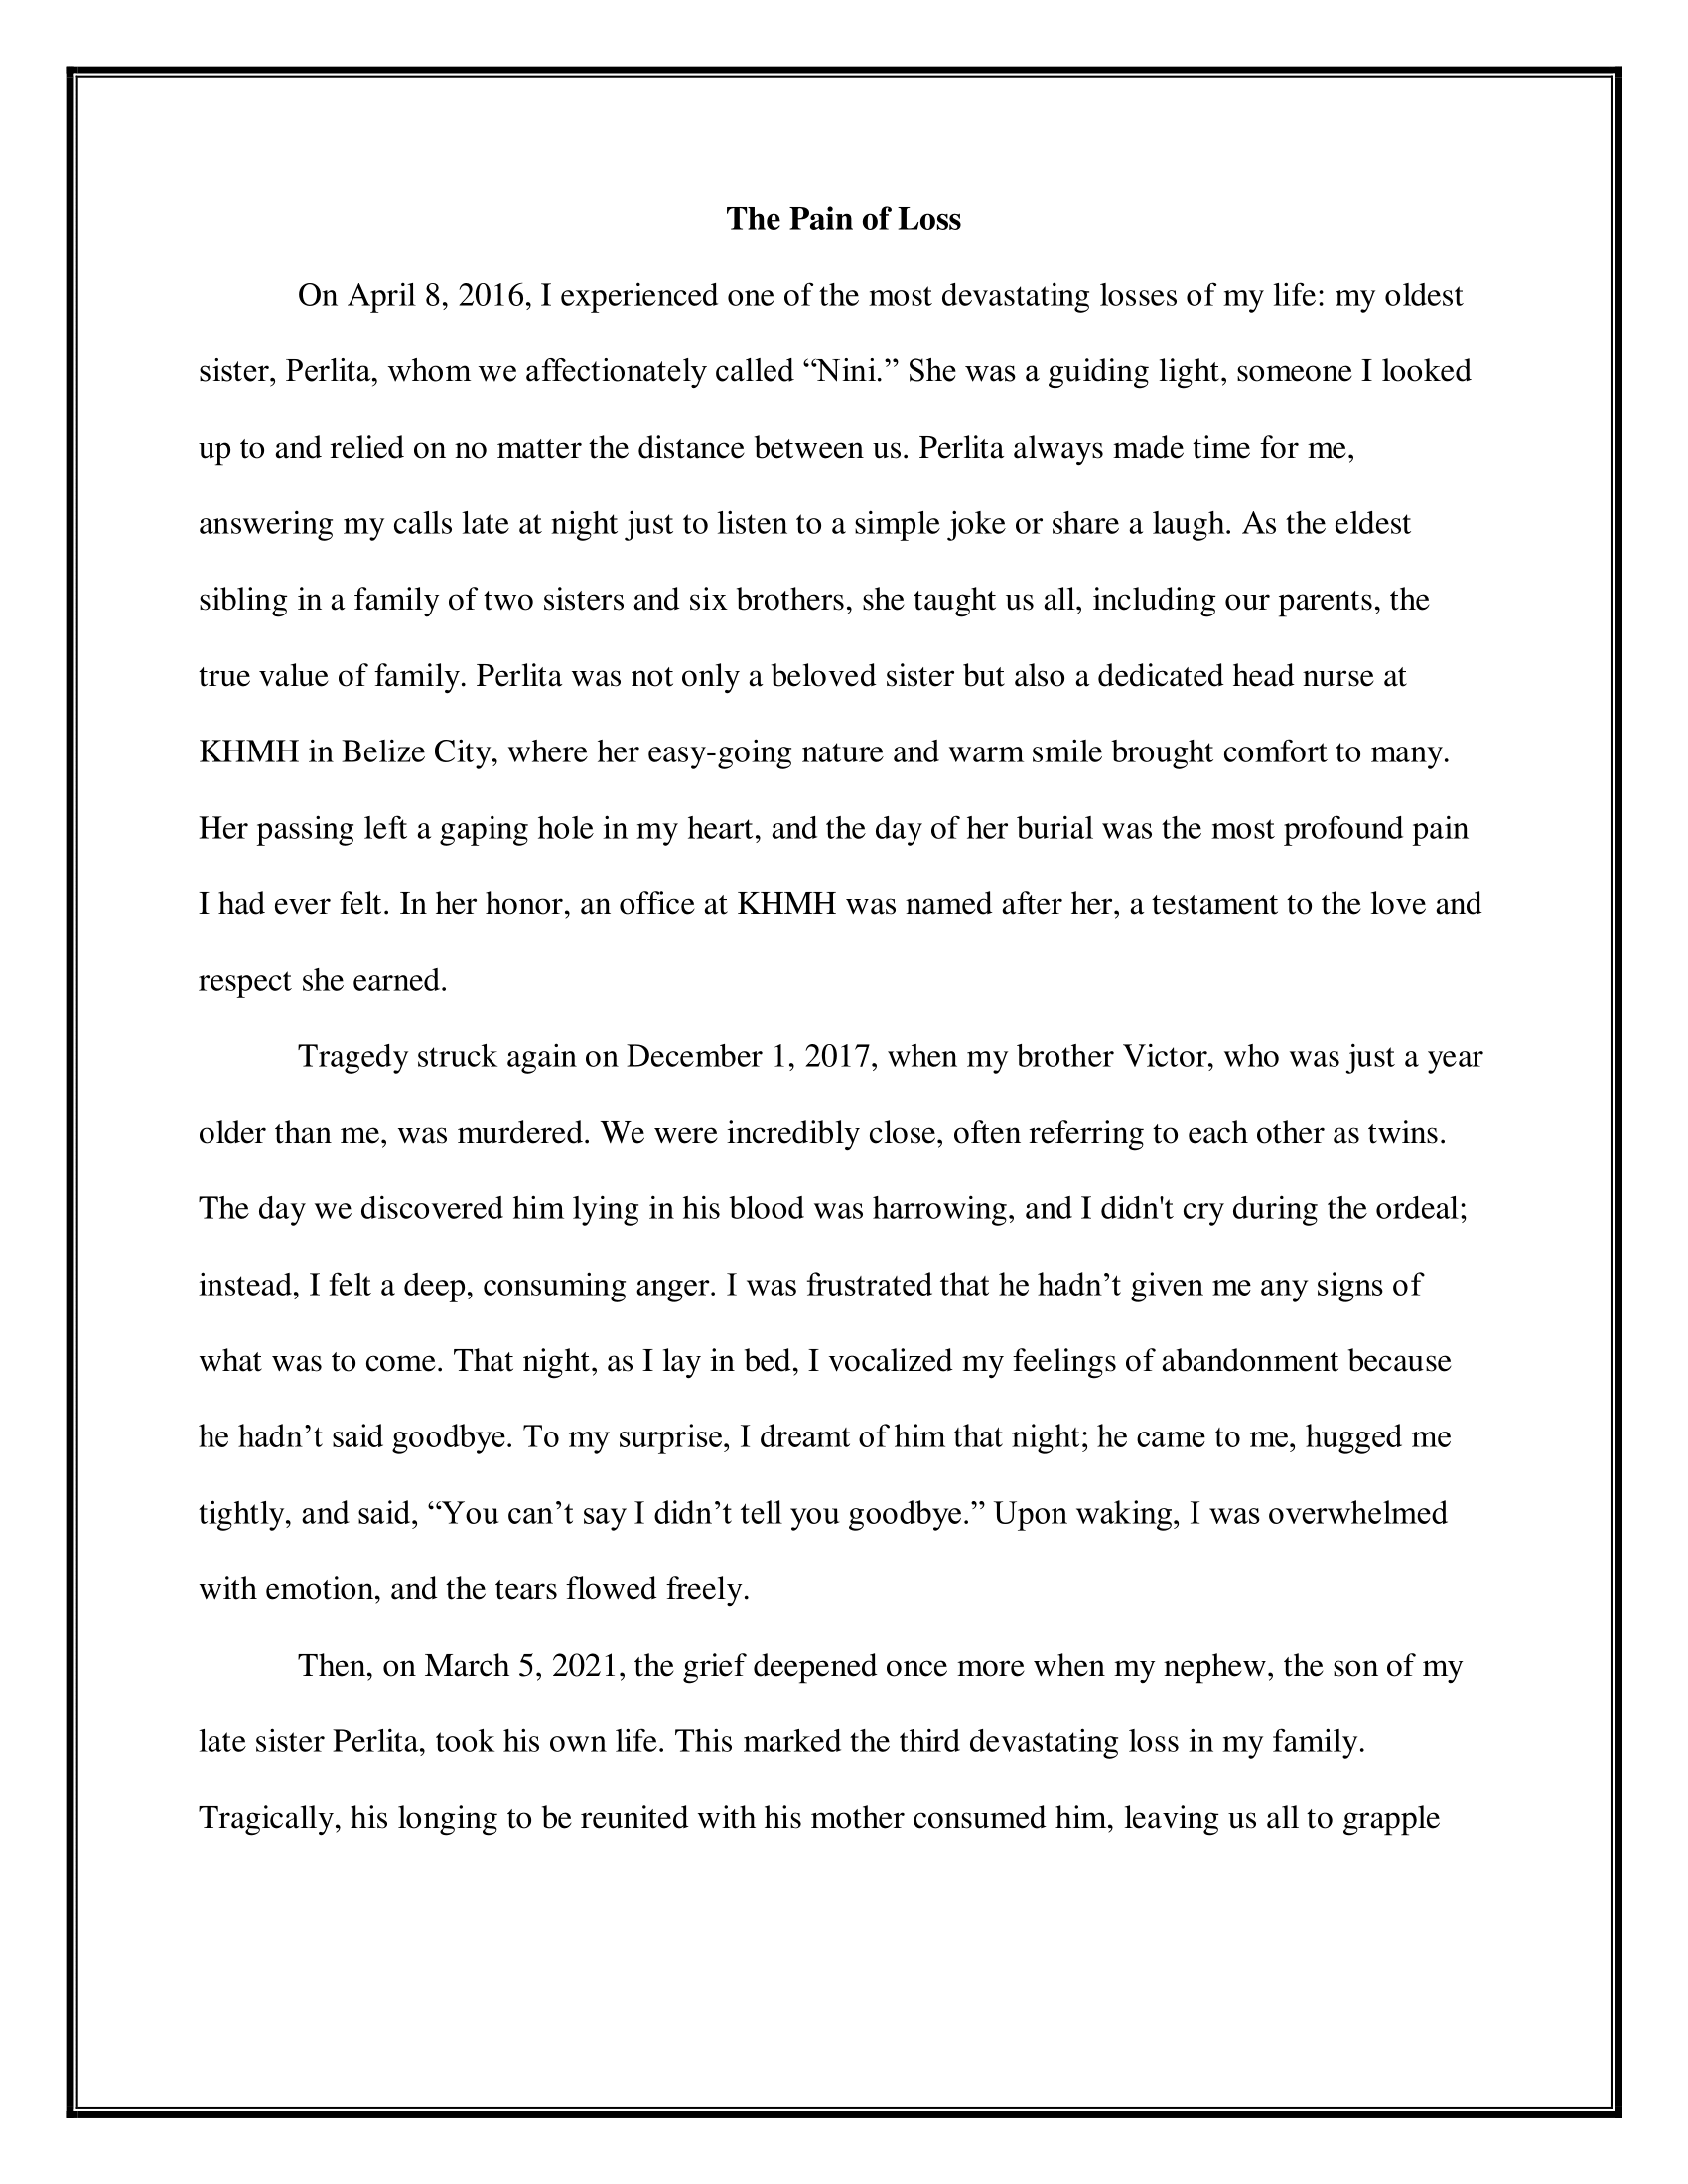 The Pain of Loss
On April 8, 2016, I experienced one of the most devastating losses of my life: my oldest
sister, Perlita, whom we affectionately called “Nini.” She was a guiding light, someone I looked
up to and relied on no matter the distance between us. Perlita always made time for me,
answering my calls late at night just to listen to a simple joke or share a laugh. As the eldest
sibling in a family of two sisters and six brothers, she taught us all, including our parents, the
true value of family. Perlita was not only a beloved sister but also a dedicated head nurse at
KHMH in Belize City, where her easy-going nature and warm smile brought comfort to many.
Her passing left a gaping hole in my heart, and the day of her burial was the most profound pain
I had ever felt. In her honor, an office at KHMH was named after her, a testament to the love and
respect she earned.
Tragedy struck again on December 1, 2017, when my brother Victor, who was just a year
older than me, was murdered. We were incredibly close, often referring to each other as twins.
The day we discovered him lying in his blood was harrowing, and I didn't cry during the ordeal;
instead, I felt a deep, consuming anger. I was frustrated that he hadn’t given me any signs of
what was to come. That night, as I lay in bed, I vocalized my feelings of abandonment because
he hadn’t said goodbye. To my surprise, I dreamt of him that night; he came to me, hugged me
tightly, and said, “You can’t say I didn’t tell you goodbye.” Upon waking, I was overwhelmed
with emotion, and the tears flowed freely.
Then, on March 5, 2021, the grief deepened once more when my nephew, the son of my
late sister Perlita, took his own life. This marked the third devastating loss in my family.
Tragically, his longing to be reunited with his mother consumed him, leaving us all to grapple